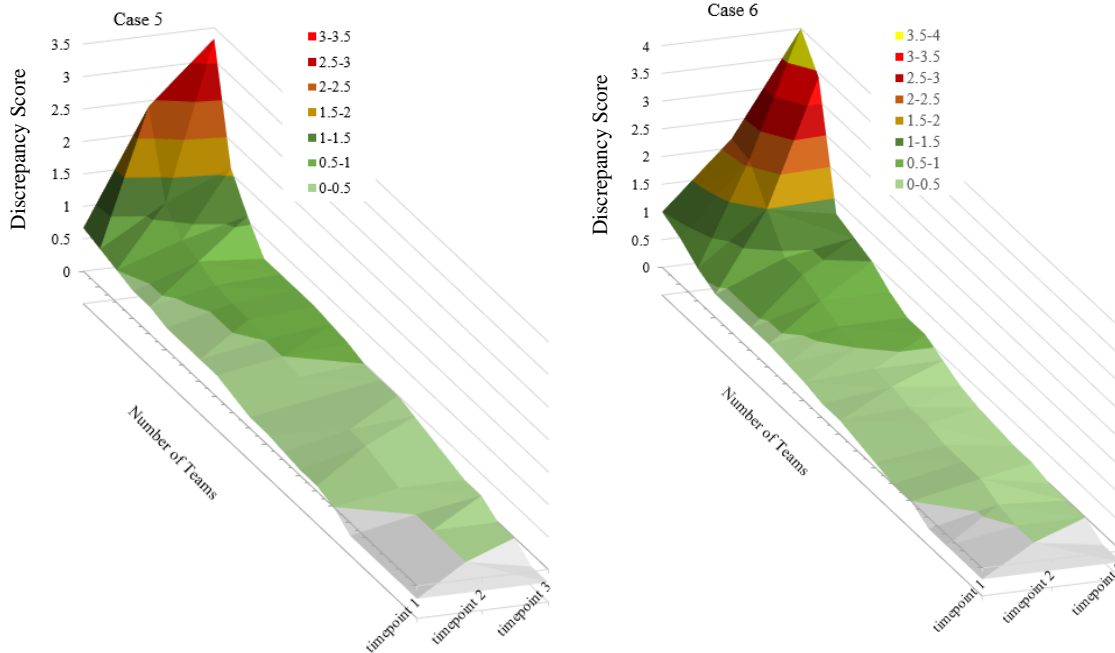 Case 5
3.5
3
2.5
2
1.5
1
0.5
0
Discrepancy Score
3-3.5
2.5-3
2-2.5
1.5-2
1-1.5
0.5-1
0-0.5
Number of Teams
timepoint 1
timepoint 2
timepoint 3
Case 6
4
3.5
3
2.5
2
1.5
1
0.5
0
Discrepancy Score
3.5-4
3-3.5
2.5-3
2-2.5
1.5-2
1-1.5
0.5-1
0-0.5
Number of Teams
timepoint 1
timepoint 2
timepoint